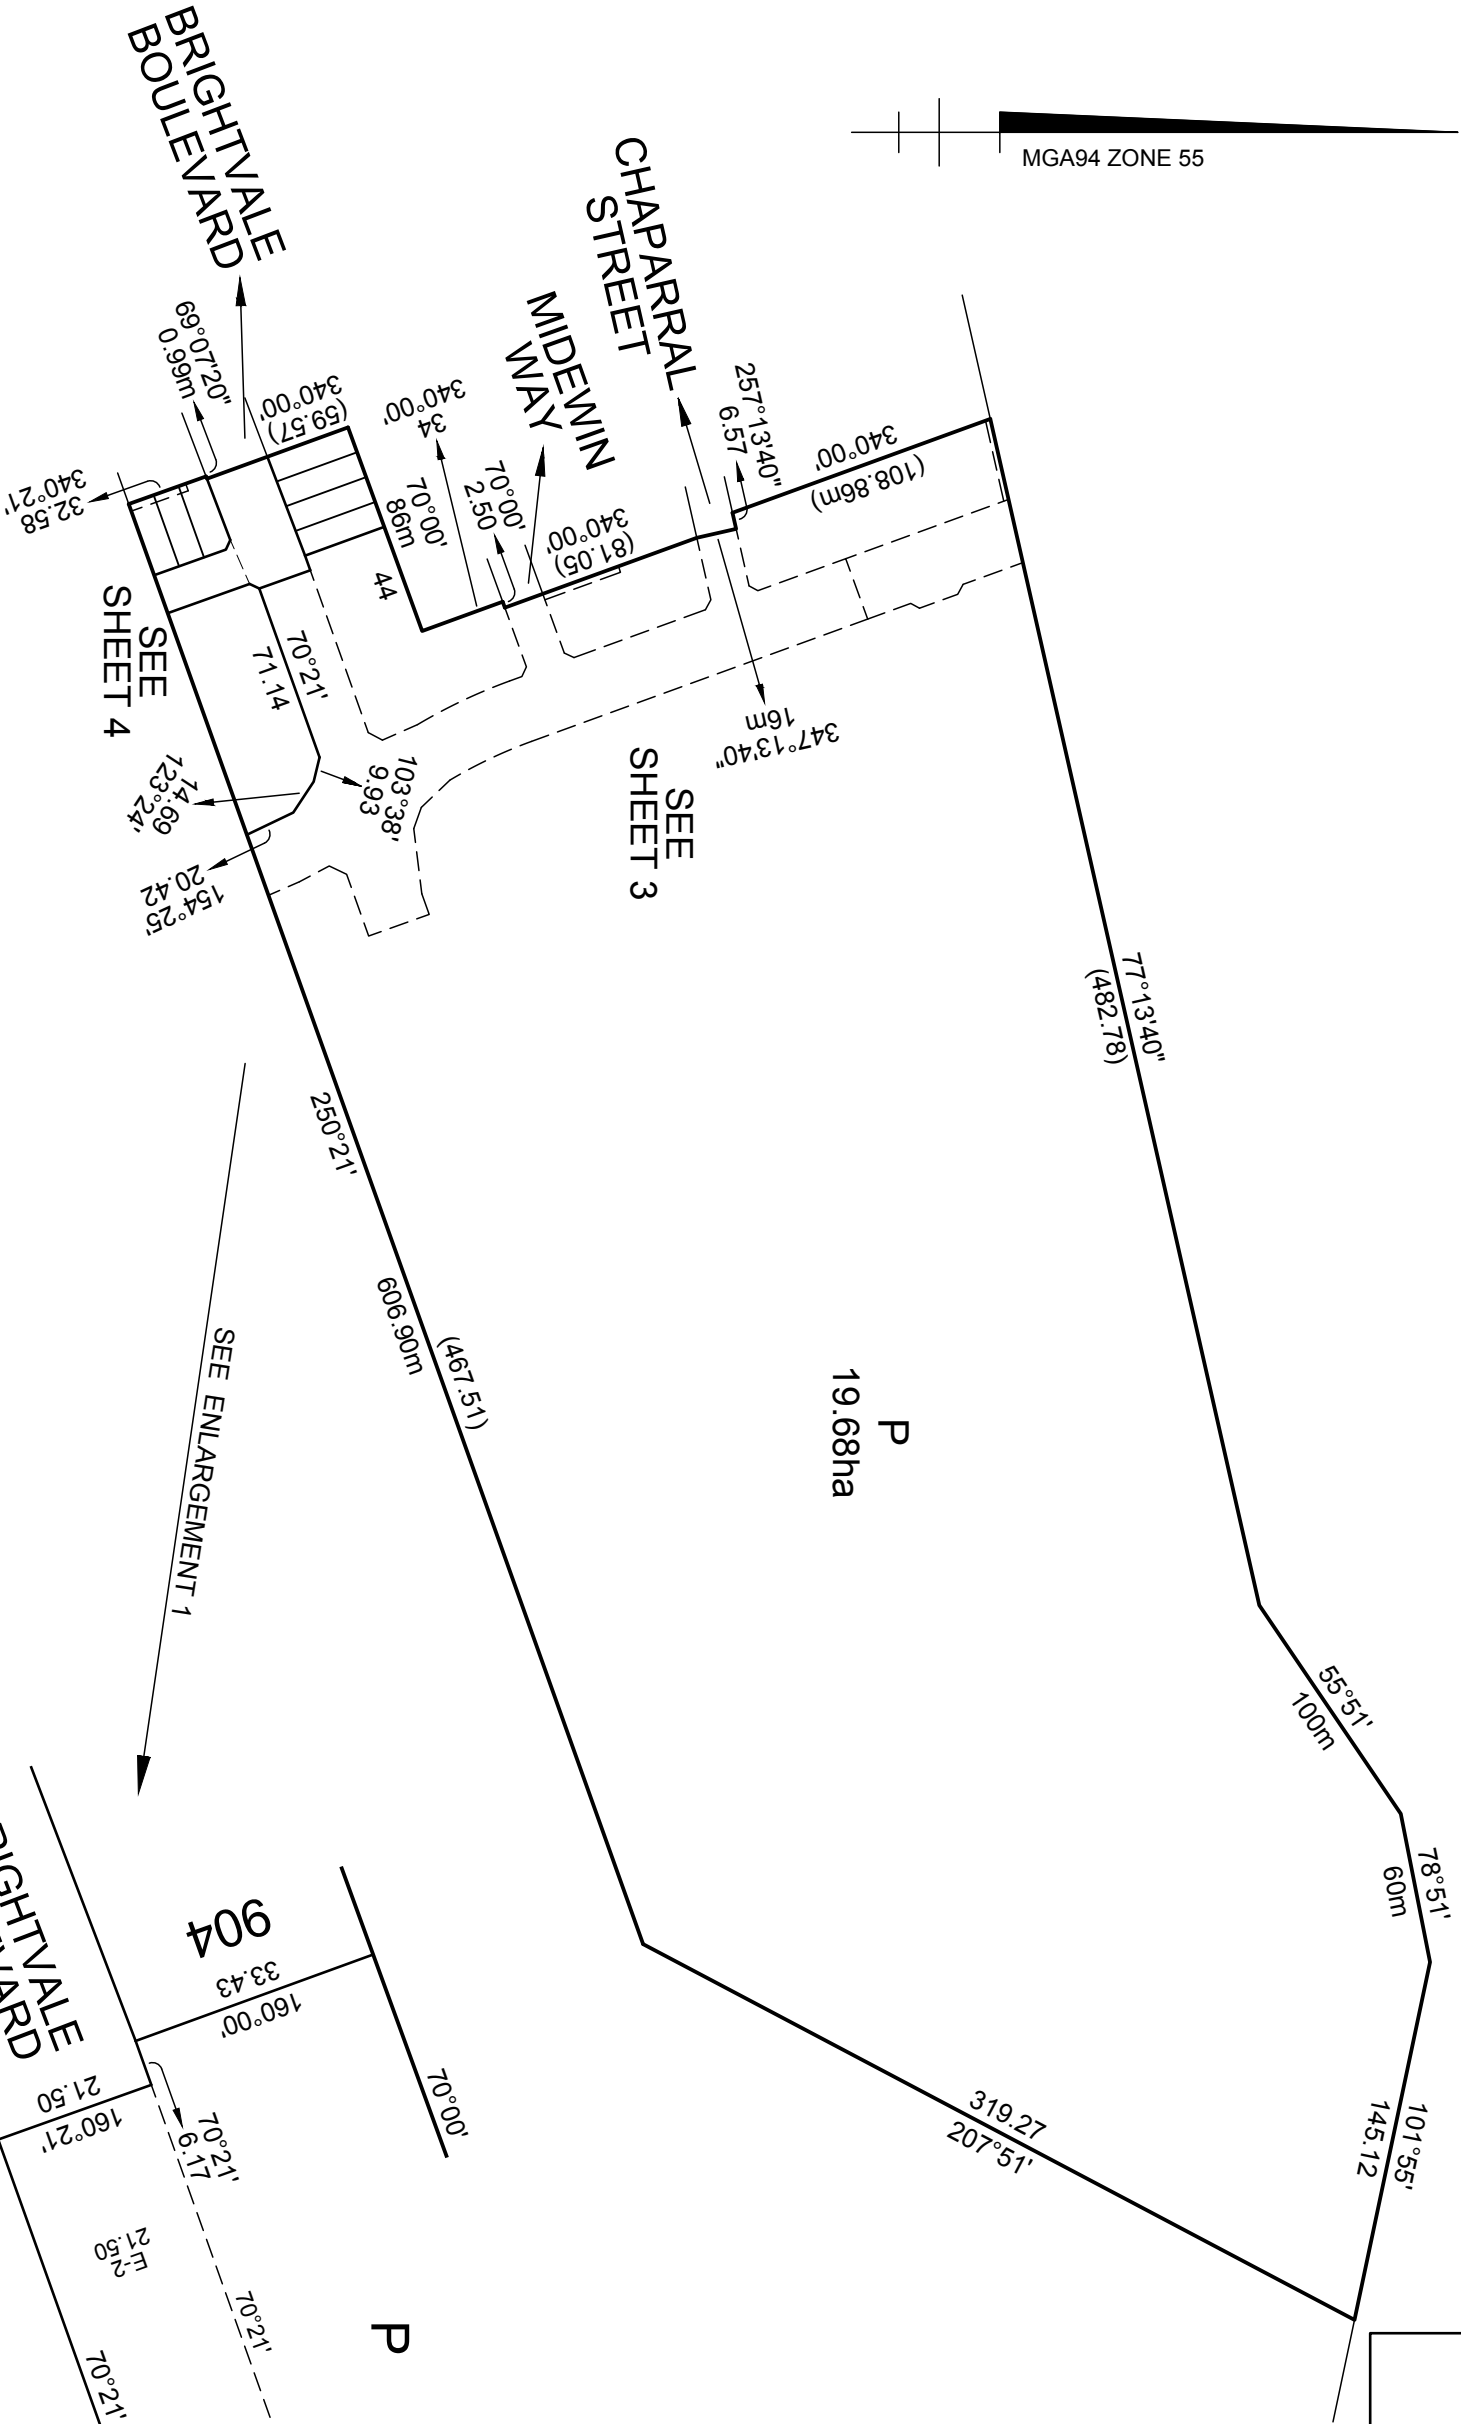 MGA94 ZONE 55
BRIGHTVALE
BOULEVARD
CHAPARRAL
STREET
MIDEWIN
WAY
69°07'20"
0.99m
340°00'
(59.57)
340°00'
34
70°00'
86m
44
70°00'
2.50
340°00'
(81.05)
257°13'40"
6.57
340°00'
(108.86m)
340°21'
32.58
SEE
SHEET 4
70°21'
71.14
103°38'
9.93
14.69
123°24'
20.42
154°25'
347°13'40"
16m
SEE
SHEET 3
77°13'40"
(482.78)
250°21'
606.90m
(467.51)
P
19.68ha
SEE ENLARGEMENT 1
55°51'
100m
78°51'
60m
101°55'
145.12
319.27
207°51'
904
33.43
160°00'
70°00'
RIGHTVALE
VARD
21.50
160°21'
70°21'
6.17
E-2
21.50
70°21'
70°21'
P